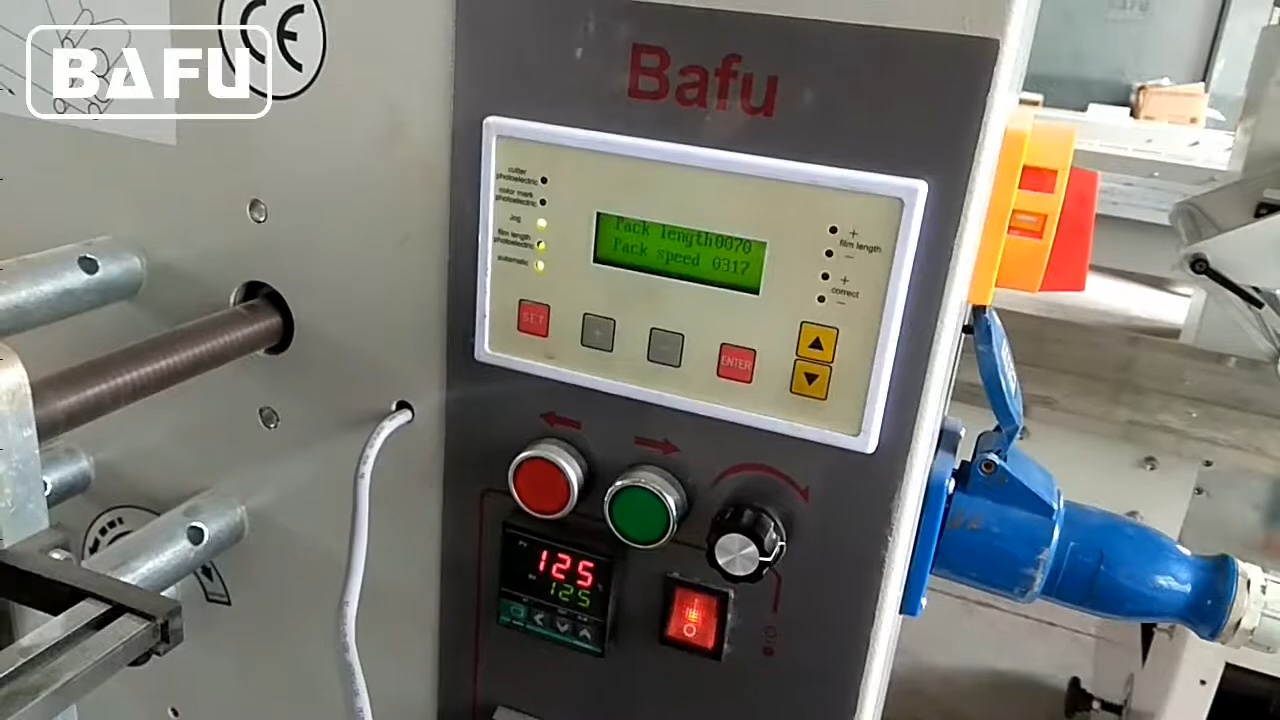 BAFU
CE
Bafu
cutter
photoelectric
color mark
photoelectric
Jog
film length
photoelectric
automatic
Pack length0070
Pack speed 0317
+
film length
−
+
correct
−
SET
+
−
ENTER
125
125